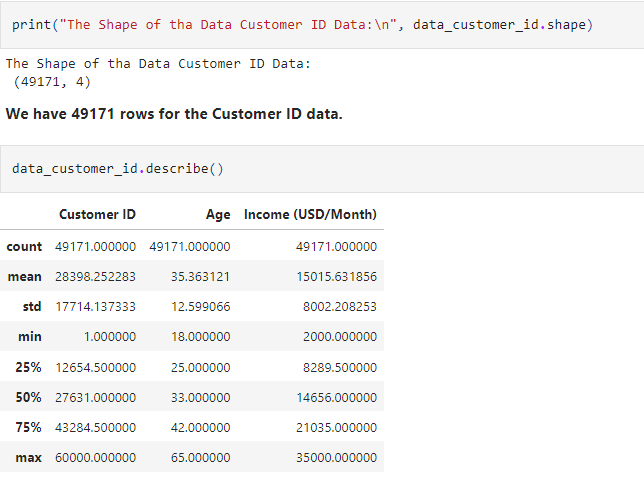 print("The Shape of tha Data Customer ID Data:\n", data_customer_id.shape)
The Shape of tha Data Customer ID Data:
(49171, 4)
We have 49171 rows for the Customer ID data.
data_customer_id.describe()
Customer ID Age Income (USD/Month)
count 49171.000000 49171.000000 49171.000000
mean 28398.252283 35.363121 15015.631856
std 17714.137333 12.599066 8002.208253
min 1.000000 18.000000 2000.000000
25% 12654.500000 25.000000 8289.500000
50% 27631.000000 33.000000 14656.000000
75% 43284.500000 42.000000 21035.000000
max 60000.000000 65.000000 35000.000000